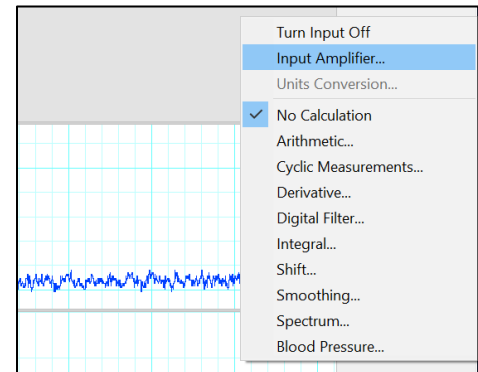 Turn Input Off
Input Amplifier...
Units Conversion...
No Calculation
Arithmetic...
Cyclic Measurements...
Derivative...
Digital Filter...
Integral...
Shift...
Smoothing...
Spectrum...
Blood Pressure...